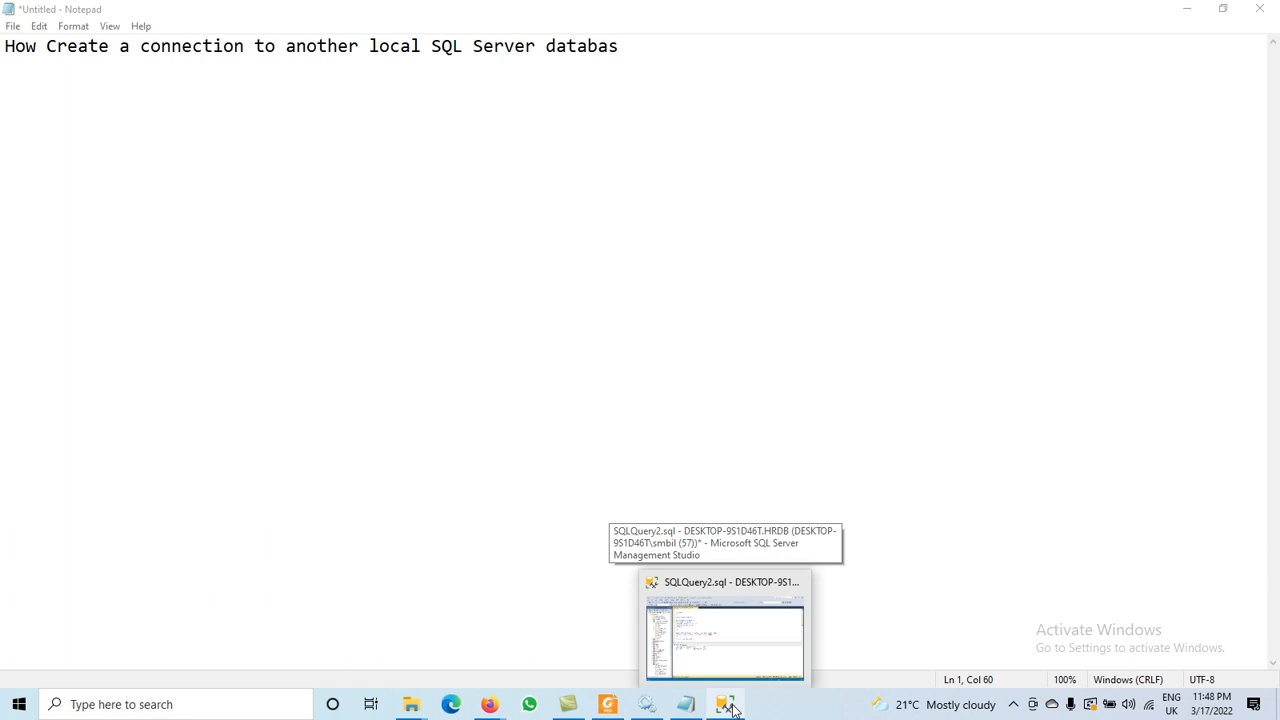 *Untitled - Notepad
File Edit Format View Help
How Create a connection to another local SQL Server databas
SQLQuery2.sql - DESKTOP-9S1D46T.HRDB (DESKTOP-
9S1D46T\smbil (57))* - Microsoft SQL Server
Management Studio
SQLQuery2.sql - DESKTOP-9S1...
Activate Windows
Go to Settings to activate Windows.
Ln 1, Col 60 100% Windows (CRLF) UTF-8
Type here to search
21°C Mostly cloudy
ENG
UK
11:48 PM
3/17/2022